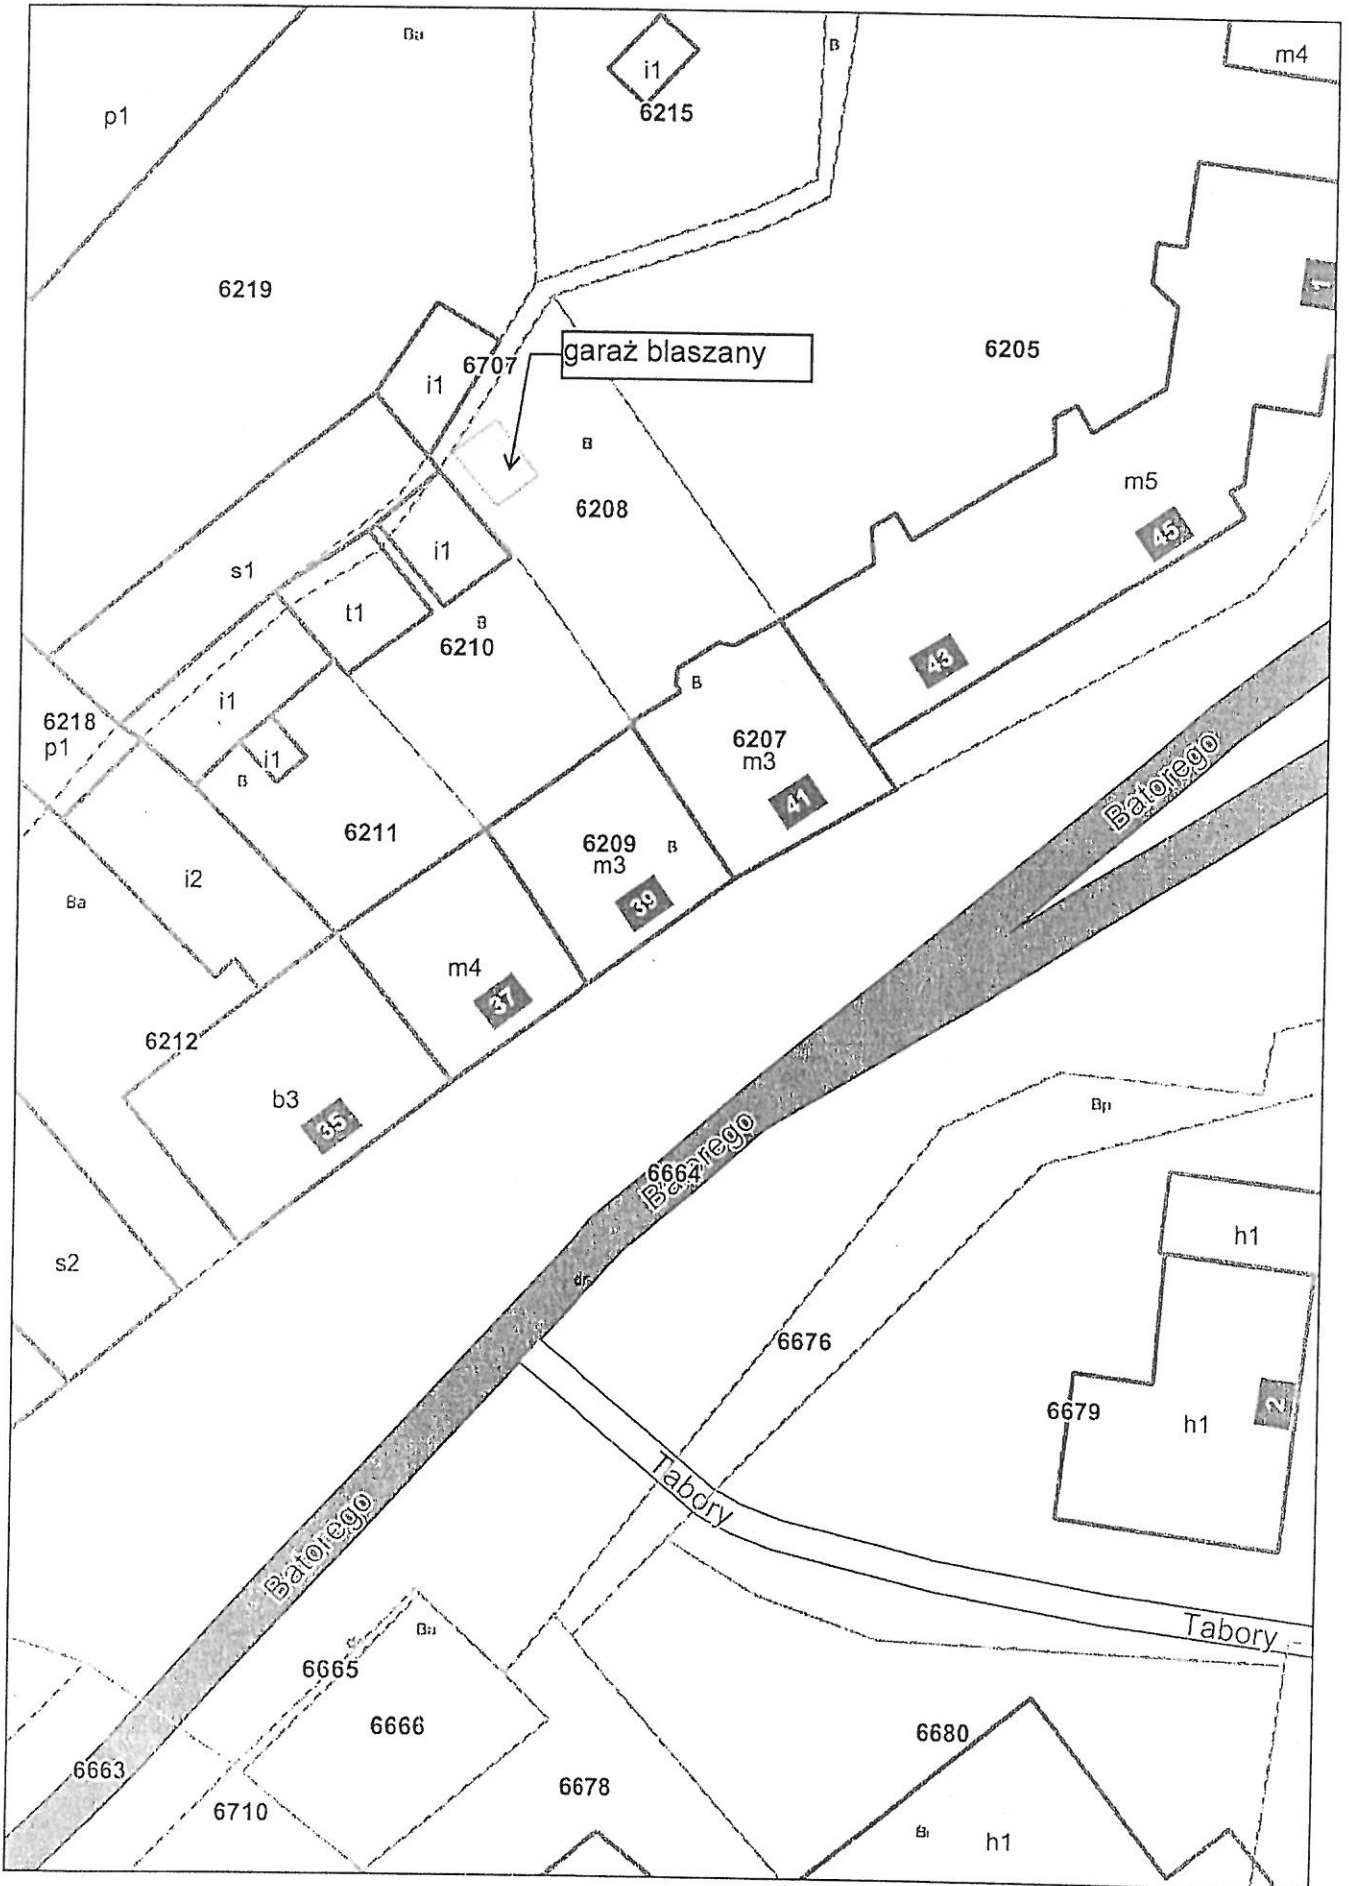 Ba
B
m4
i1
6215
p1
6219
1
6205
6707
garaż blaszany
i1
B
m5
6208
45
i1
s1
t1
B
6210
43
B
i1
6218
p1
6207
m3
i1
B
41
Batorego
6211
6209
m3
B
i2
39
Ba
m4
37
6212
b3
35
Bp
Batorego
6664
h1
s2
dr
6676
6679
2
h1
Tabory
Batorego
Tabory
Ba
6665
6666
6680
6663
6678
6710
h1